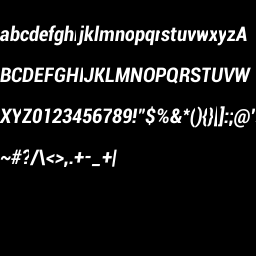 abcdefghijklmnopqrstuvwxyzA
BCDEFGHIJKLMNOPQRSTUVW
XYZ0123456789!"$%&*(){}|]:;@'
~#?/\<>,.+-_+|